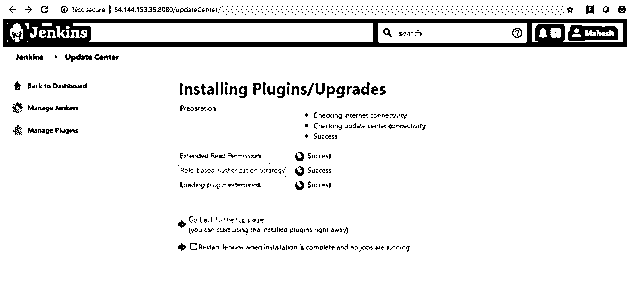 Not secure 54.144.153.35:8080/updateCenter/
Jenkins
search
Mahesh
Jenkins Update Center
Back to Dashboard
Manage Jenkins
Manage Plugins
Installing Plugins/Upgrades
Preparation
Checking internet connectivity
Checking update center connectivity
Success
Extended Read Permission Success
Role-based Authorization Strategy Success
Loading plugin extensions Success
Go back to the top page
(you can start using the installed plugins right away)
Restart Jenkins when installation is complete and no jobs are running